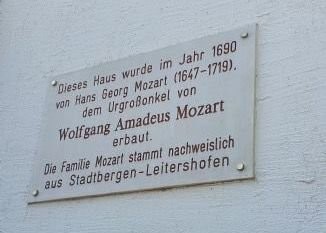 Dieses Haus wurde im Jahr 1690
von Hans Georg Mozart (1647-1719),
dem Urgroßonkel von
Wolfgang Amadeus Mozart
erbaut.
Die Familie Mozart stammt nachweislich
aus Stadtbergen-Leitershofen